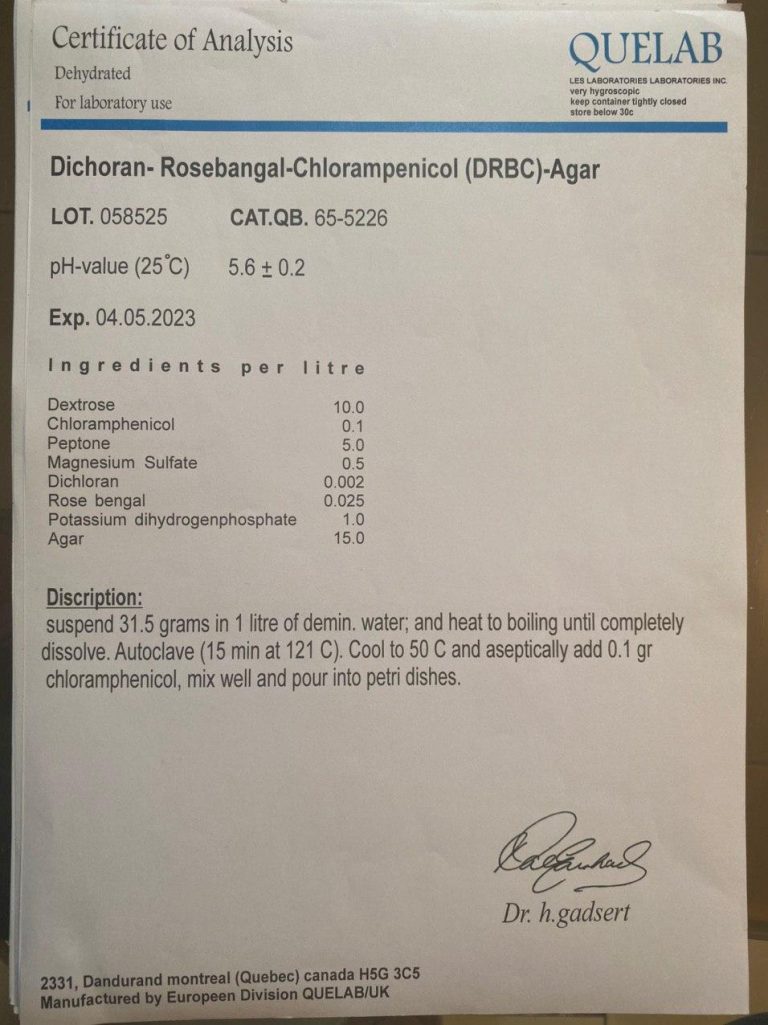 Certificate of Analysis
Dehydrated
For laboratory use
QUELAB
LES LABORATORIES LABORATORIES INC.
very hygroscopic
keep container tightly closed
store below 30c
Dichoran- Rosebangal-Chlorampenicol (DRBC)-Agar
LOT. 058525 CAT.QB. 65-5226
pH-value (25°C) 5.6 ± 0.2
Exp. 04.05.2023
Ingredients per litre
Dextrose 10.0
Chloramphenicol 0.1
Peptone 5.0
Magnesium Sulfate 0.5
Dichloran 0.002
Rose bengal 0.025
Potassium dihydrogenphosphate 1.0
Agar 15.0
Discription:
suspend 31.5 grams in 1 litre of demin. water; and heat to boiling until completely
dissolve. Autoclave (15 min at 121 C). Cool to 50 C and aseptically add 0.1 gr
chloramphenicol, mix well and pour into petri dishes.
Dr. h.gadsert
2331, Dandurand montreal (Quebec) canada H5G 3C5
Manufactured by Europeen Division QUELAB/UK